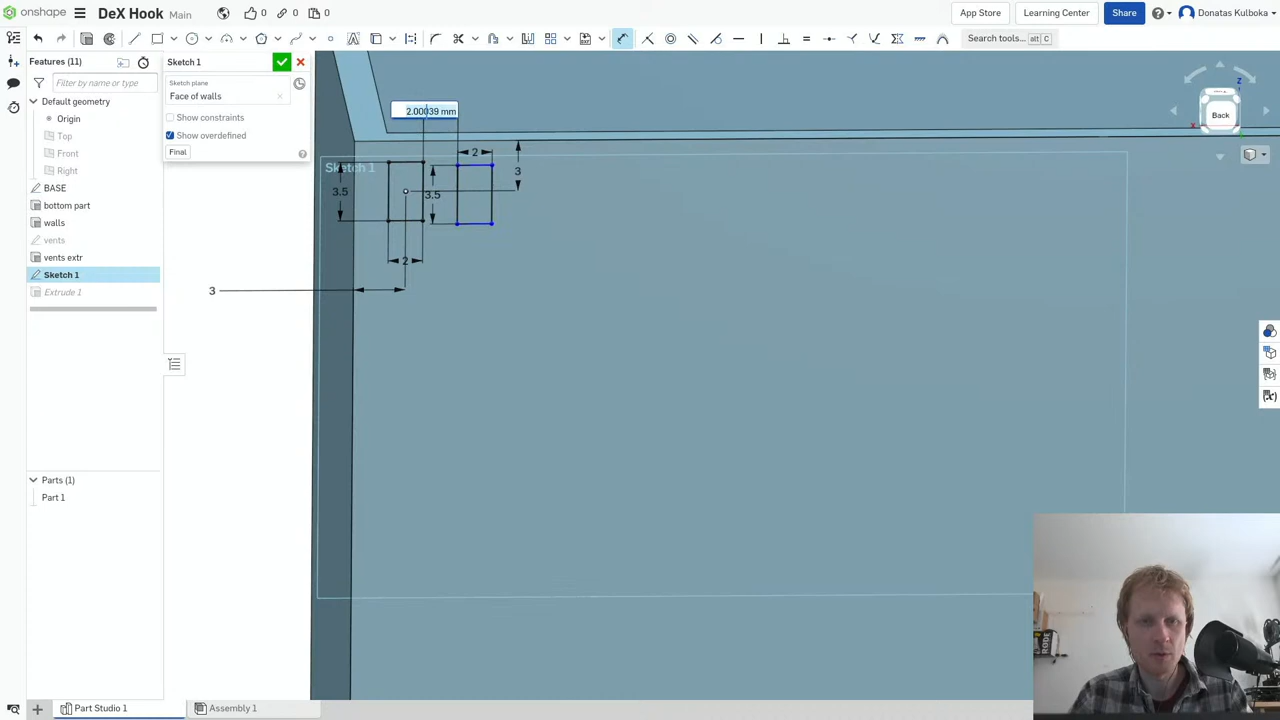 onshape
DeX Hook
Main
0
0
0
App Store
Learning Center
Share
Donatas Kulboka
Search tools...
alt
C
Features (11)
Filter by name or type
Default geometry
Origin
Top
Front
Right
BASE
bottom part
walls
vents
vents extr
Sketch 1
Extrude 1
Parts (1)
Part 1
Sketch 1
Sketch plane
Face of walls
Show constraints
Show overdefined
Final
2.00039 mm
Sketch 1
2
3
3.5
3.5
2
3
Z
Back
X
RODE
Part Studio 1
Assembly 1